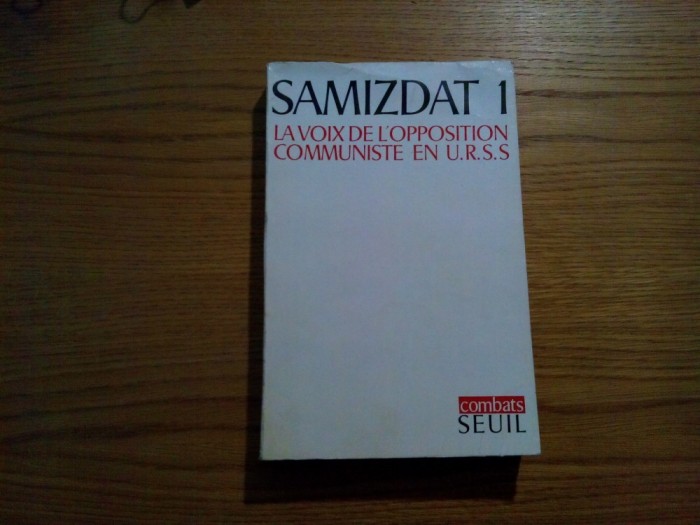 SAMIZDAT 1
LA VOIX DE L'OPPOSITION
COMMUNISTE EN U.R.S.S
combats
SEUIL